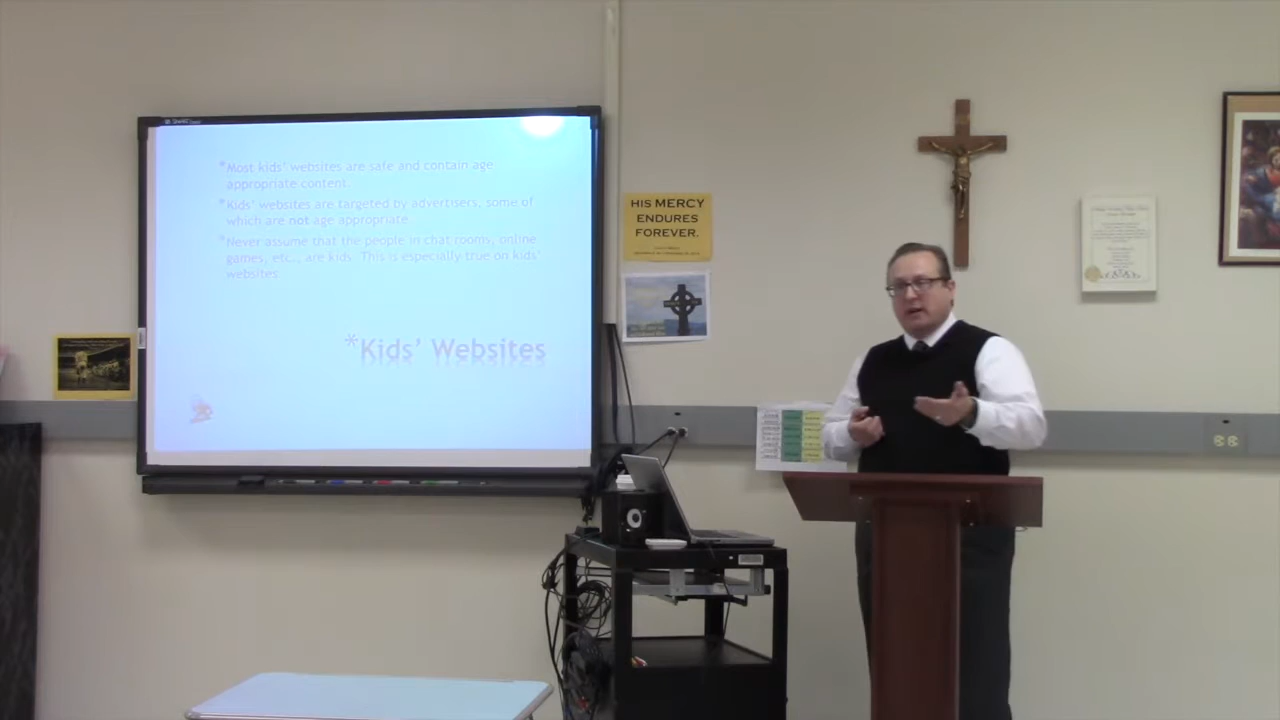 *Most kids' websites are safe and contain age
appropriate content.
*Kids' websites are targeted by advertisers, some of
which are not age appropriate.
*Never assume that the people in chat rooms, online
games, etc., are kids. This is especially true on kids'
websites
*Kids' Websites
HIS MERCY
ENDURES
FOREVER.